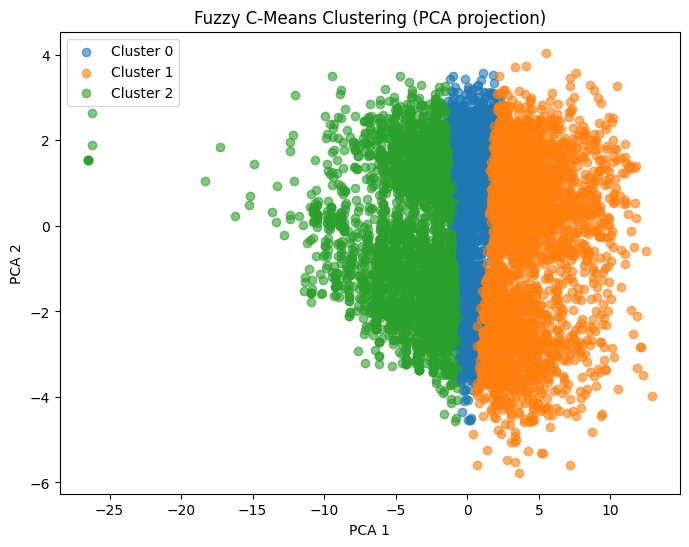 Fuzzy C-Means Clustering (PCA projection)
Cluster 0
Cluster 1
Cluster 2
4
2
0
−2
−4
−6
PCA 2
−25
−20
−15
−10
−5
0
5
10
PCA 1